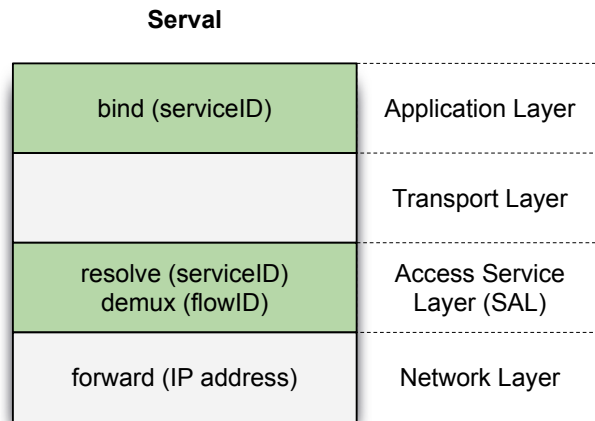 Serval
bind (serviceID)
Application Layer
Transport Layer
resolve (serviceID)
demux (flowID)
Access Service
Layer (SAL)
forward (IP address)
Network Layer